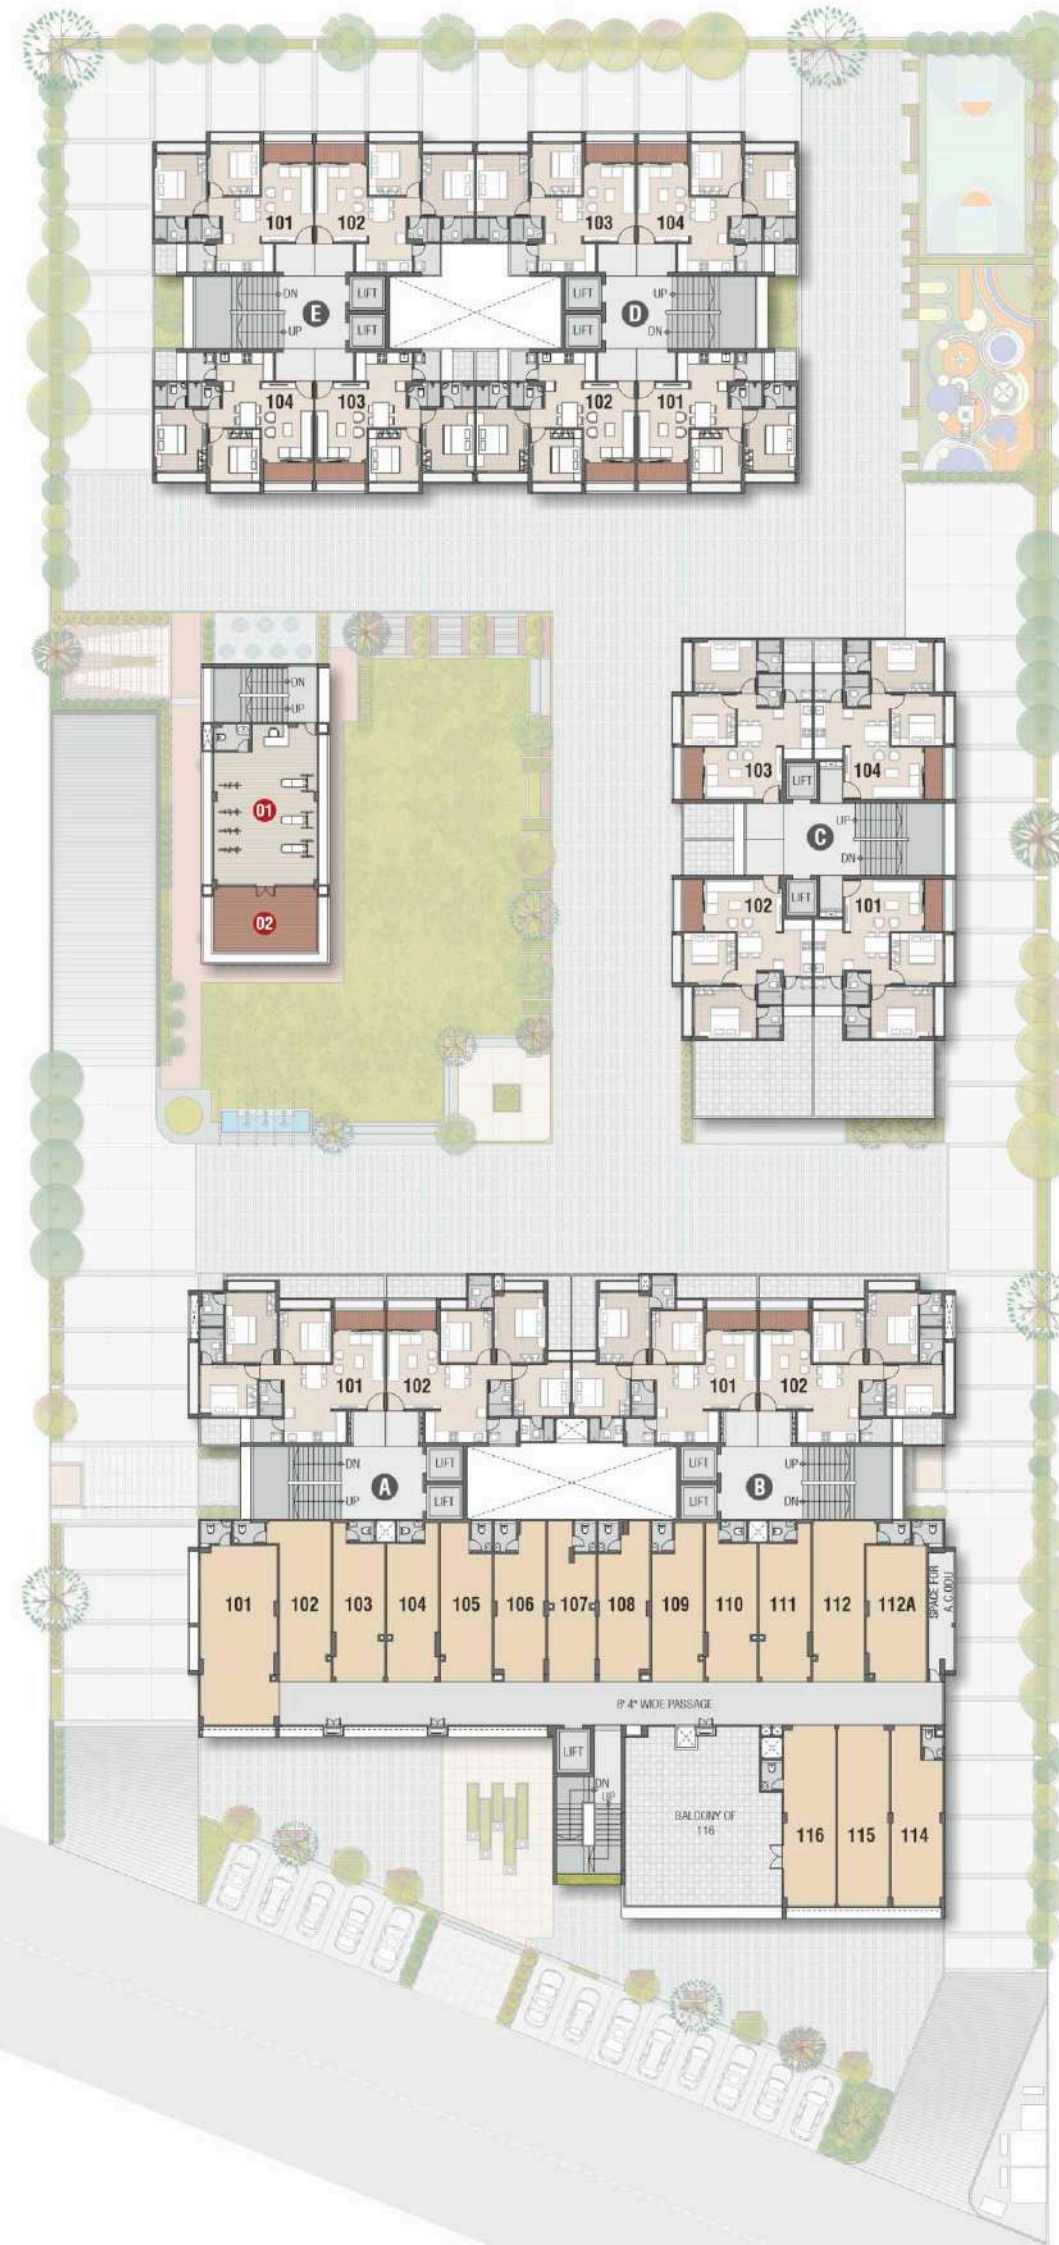 101 102 103 104
DN LIFT LIFT UP
E D
UP LIFT LIFT DN
104 103 102 101
DN
UP
01
02
103 LIFT 104
UP
C
DN
102 LIFT 101
101 102 101 102
DN LIFT LIFT UP
A B
UP LIFT LIFT DN
101 102 103 104 105 106 107 108 109 110 111 112 112A
SPACE FOR
A.C.ODU
8' 4" WIDE PASSAGE
LIFT
DN
UP
BALCONY OF
116
116 115 114